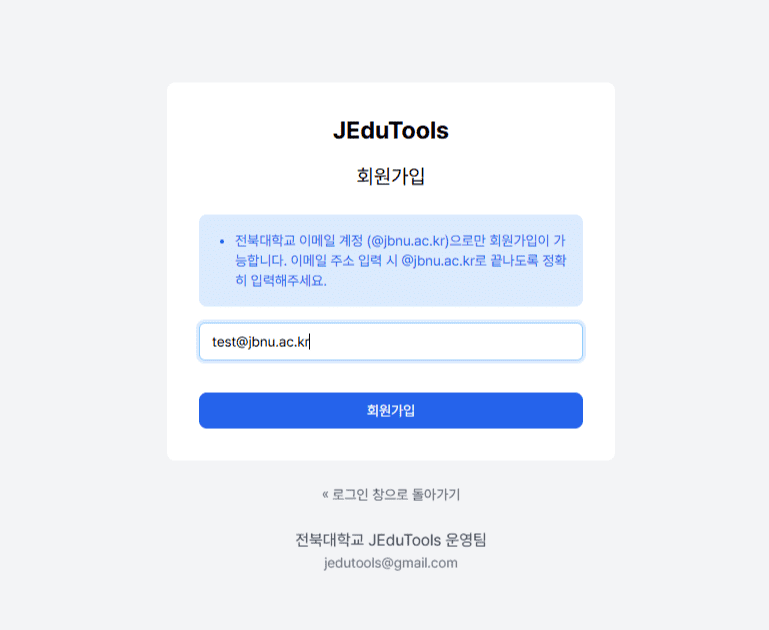 JEduTools
회원가입
• 전북대학교 이메일 계정 (@jbnu.ac.kr)으로만 회원가입이 가
능합니다. 이메일 주소 입력 시 @jbnu.ac.kr로 끝나도록 정확
히 입력해주세요.
test@jbnu.ac.kr
회원가입
« 로그인 창으로 돌아가기
전북대학교 JEduTools 운영팀
jedutools@gmail.com